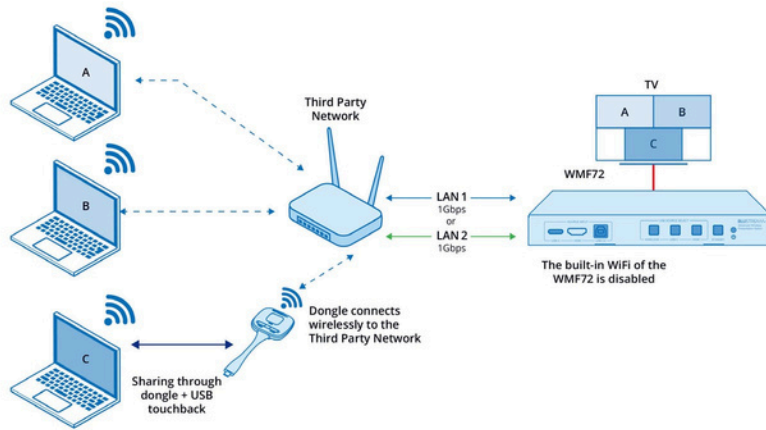 A
Third Party
Network
TV
A
B
C
WMF72
B
LAN 1
1Gbps
or
LAN 2
1Gbps
The built-in WiFi of the
WMF72 is disabled
Dongle connects
wirelessly to the
Third Party Network
C
Sharing through
dongle + USB
touchback